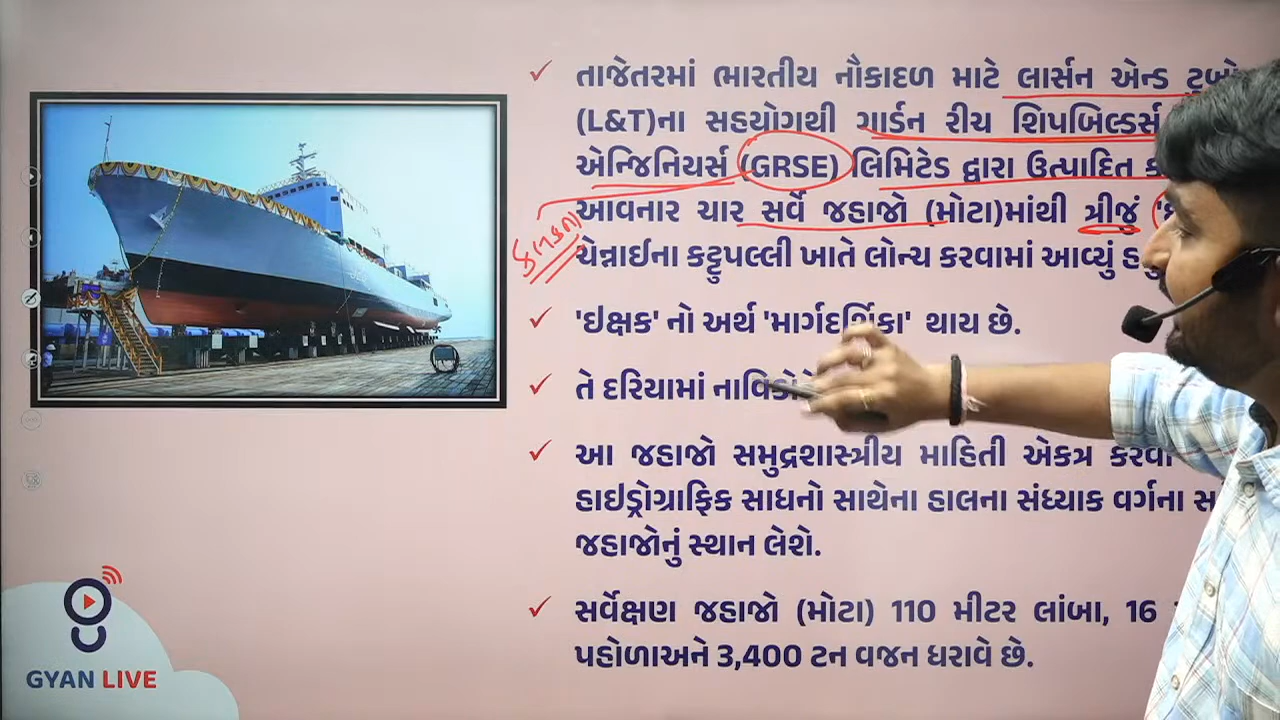 તાજેતરમાં ભારતીય નૌકાદળ માટે લાર્સન એન્ડ
(L&T)ના સહયોગથી ગાર્ડન રીચ શિપબિલ્ડર્સ
એન્જિનિયર્સ (GRSE) લિમિટેડ દ્વારા ઉત્પાદિત
આવનાર ચાર સર્વે જહાજો (મોટા)માંથી ત્રીજું
કલકત્તા
ચેન્નાઈના કટ્ટુપલ્લી ખાતે લોન્ચ કરવામાં આવ્યું
'ઇક્ષક' નો અર્થ 'માર્ગદર્શિકા' થાય છે.
તે દરિયામાં
આ જહાજો સમુદ્રશાસ્ત્રીય માહિતી એકત્ર કરવા
હાઇડ્રોગ્રાફિક સાધનો સાથેના હાલના સંધ્યાક વર્ગના
જહાજોનું સ્થાન લેશે.
સર્વેક્ષણ જહાજો (મોટા) 110 મીટર લાંબા, 16
પહોળાઅને 3,400 ટન વજન ધરાવે છે.
GYAN LIVE